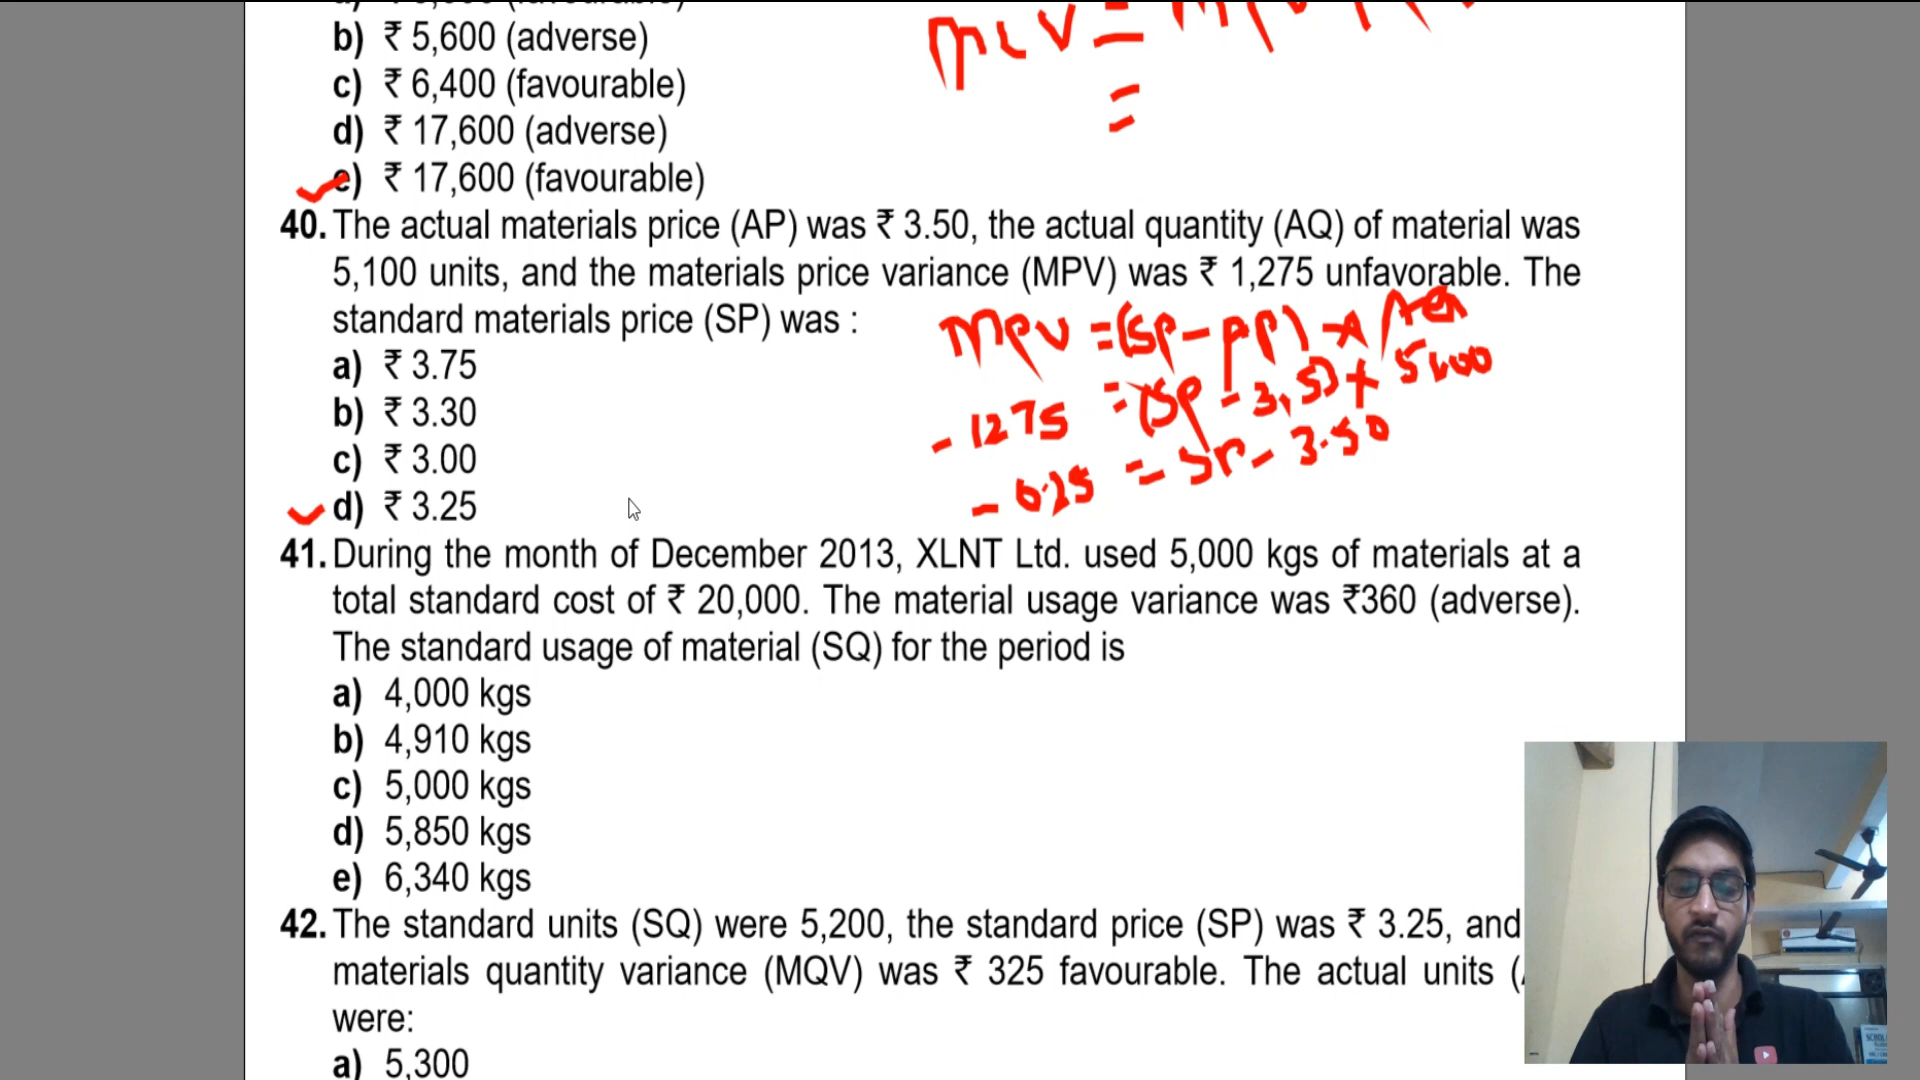 b) ₹ 5,600 (adverse)
c) ₹ 6,400 (favourable)
d) ₹ 17,600 (adverse)
e) ₹ 17,600 (favourable)
MCV =
=
40. The actual materials price (AP) was ₹ 3.50, the actual quantity (AQ) of material was
5,100 units, and the materials price variance (MPV) was ₹ 1,275 unfavorable. The
standard materials price (SP) was :
a) ₹ 3.75
b) ₹ 3.30
c) ₹ 3.00
d) ₹ 3.25
MPV = (SP -
- 1275 = (SP - 3.5) ×
- 0.25 = SP - 3.50
41. During the month of December 2013, XLNT Ltd. used 5,000 kgs of materials at a
total standard cost of ₹ 20,000. The material usage variance was ₹360 (adverse).
The standard usage of material (SQ) for the period is
a) 4,000 kgs
b) 4,910 kgs
c) 5,000 kgs
d) 5,850 kgs
e) 6,340 kgs
42. The standard units (SQ) were 5,200, the standard price (SP) was ₹ 3.25, and
materials quantity variance (MQV) was ₹ 325 favourable. The actual units (
were:
a) 5,300